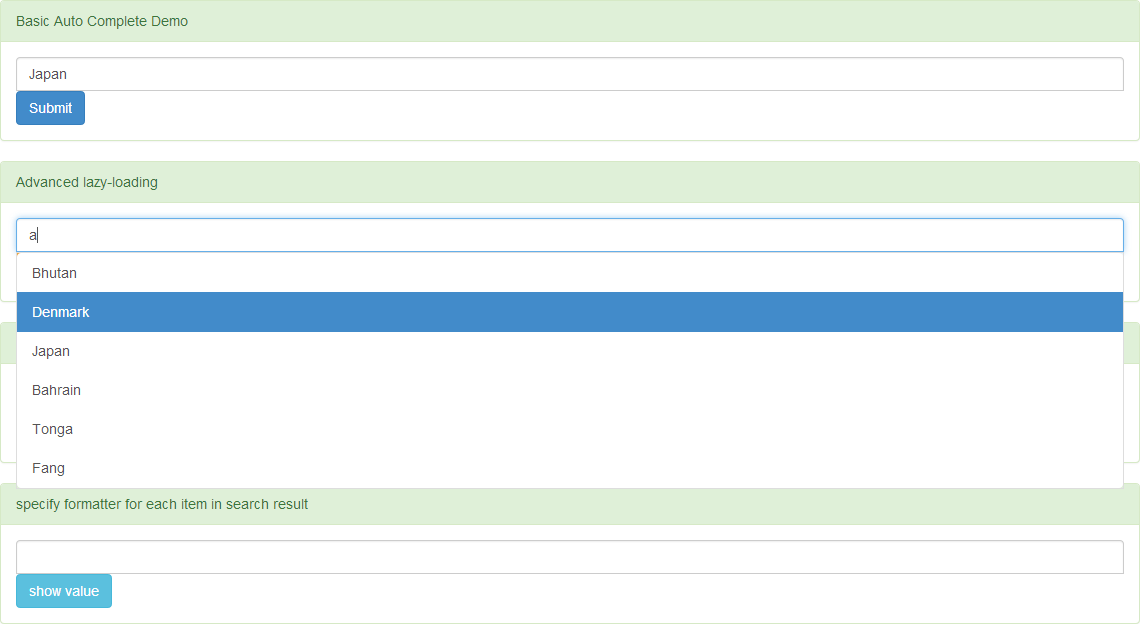 Basic Auto Complete Demo
Japan
Submit
Advanced lazy-loading
a
Bhutan
Denmark
Japan
Bahrain
Tonga
Fang
specify formatter for each item in search result
show value